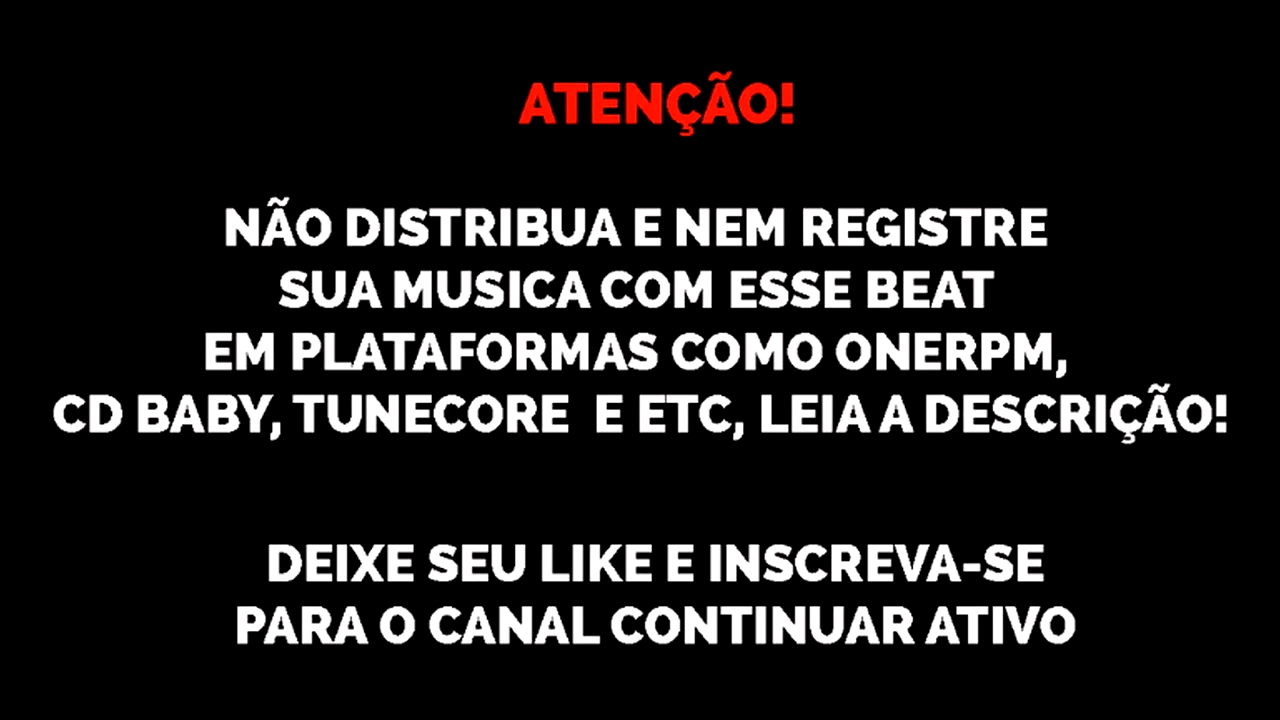 ATENÇÃO!
NÃO DISTRIBUA E NEM REGISTRE
SUA MUSICA COM ESSE BEAT
EM PLATAFORMAS COMO ONERPM,
CD BABY, TUNECORE  E ETC, LEIA A DESCRIÇÃO!
DEIXE SEU LIKE E INSCREVA-SE
PARA O CANAL CONTINUAR ATIVO